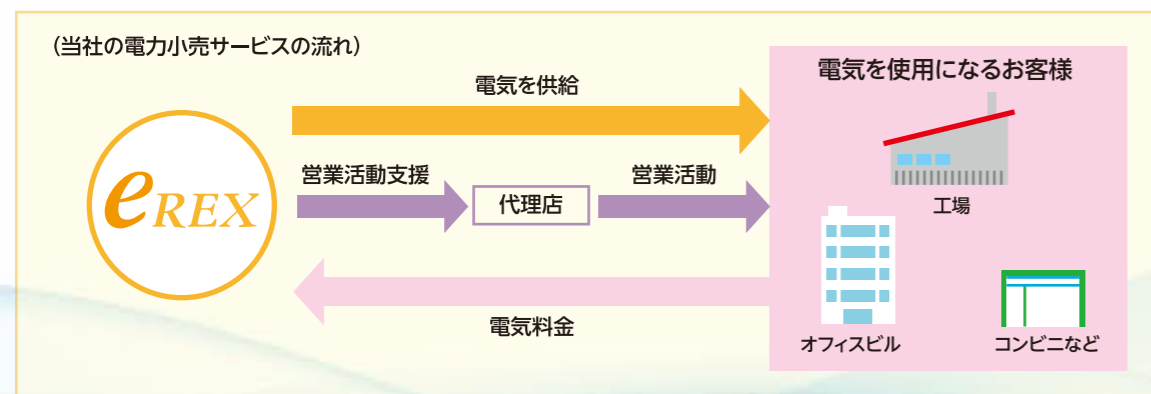 （当社の電力小売サービスの流れ）
電気を使用になるお客様
電気を供給
eREX
営業活動支援
代理店
営業活動
工場
電気料金
オフィスビル
コンビニなど